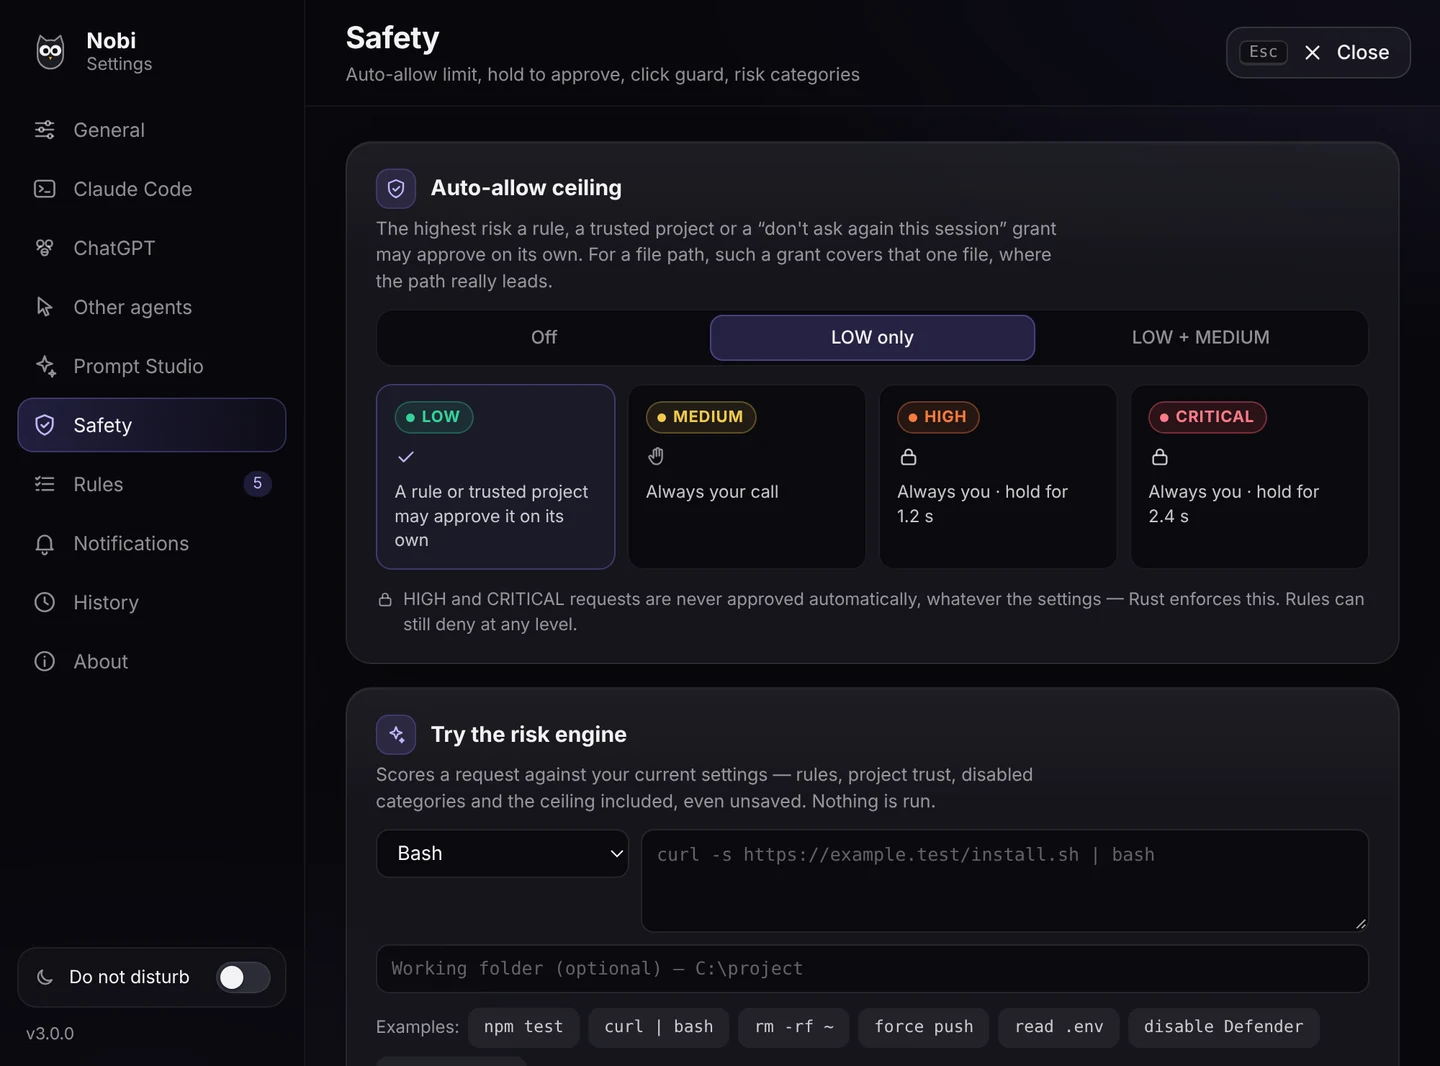 Nobi
Settings
General
Claude Code
ChatGPT
Other agents
Prompt Studio
Safety
Rules
5
Notifications
History
About
Do not disturb
v3.0.0
Safety
Auto-allow limit, hold to approve, click guard, risk categories
Esc
Close
Auto-allow ceiling
The highest risk a rule, a trusted project or a “don't ask again this session” grant
may approve on its own. For a file path, such a grant covers that one file, where
the path really leads.
Off
LOW only
LOW + MEDIUM
LOW
A rule or trusted project
may approve it on its
own
MEDIUM
Always your call
HIGH
Always you · hold for
1.2 s
CRITICAL
Always you · hold for
2.4 s
HIGH and CRITICAL requests are never approved automatically, whatever the settings — Rust enforces this. Rules can
still deny at any level.
Try the risk engine
Scores a request against your current settings — rules, project trust, disabled
categories and the ceiling included, even unsaved. Nothing is run.
Bash
curl -s https://example.test/install.sh | bash
Working folder (optional) — C:\project
Examples:
npm test
curl | bash
rm -rf ~
force push
read .env
disable Defender